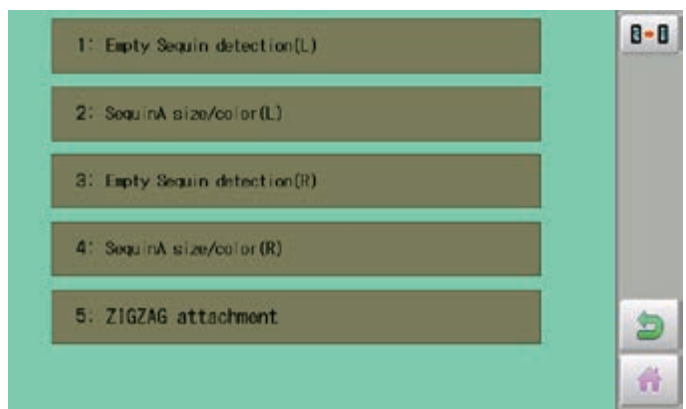 1: Empty Sequin detection(L)
2: SequinA size/color(L)
3: Empty Sequin detection(R)
4: SequinA size/color(R)
5: ZIGZAG attachment